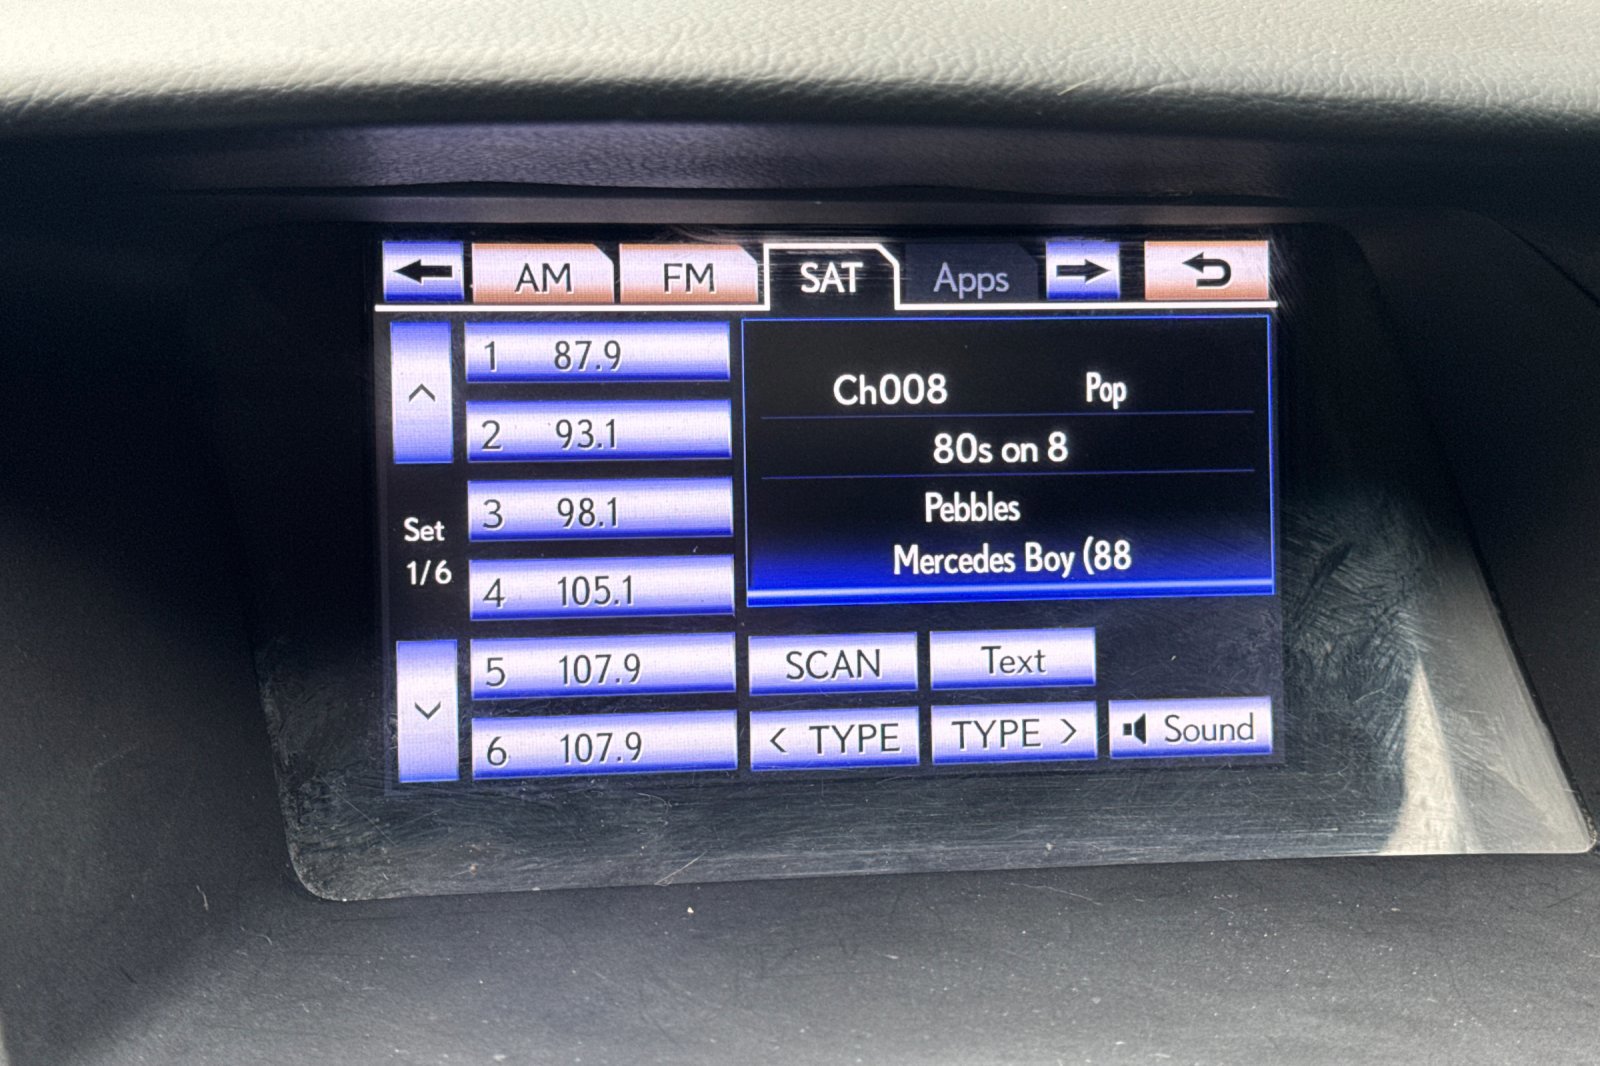 AM FM SAT Apps
1 87.9
2 93.1
3 98.1
4 105.1
5 107.9
6 107.9
Set
1/6
Ch008 Pop
80s on 8
Pebbles
Mercedes Boy (88
SCAN Text
< TYPE TYPE > Sound